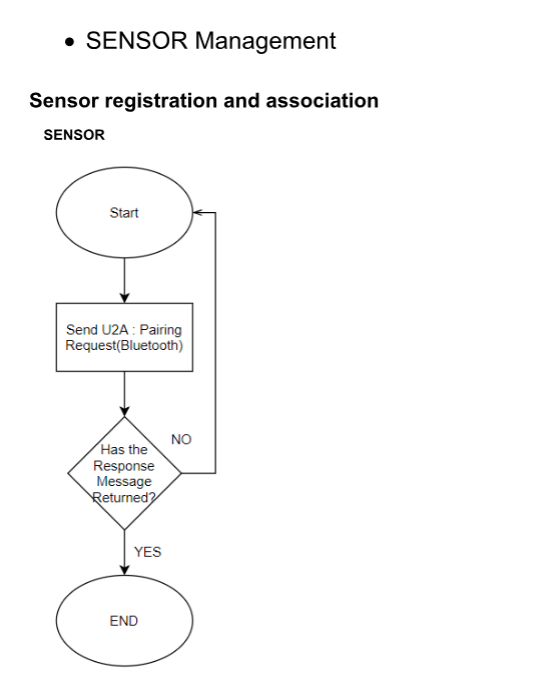 • SENSOR Management
Sensor registration and association
SENSOR
Start
Send U2A : Pairing
Request(Bluetooth)
NO
Has the
Response
Message
Returned?
YES
END